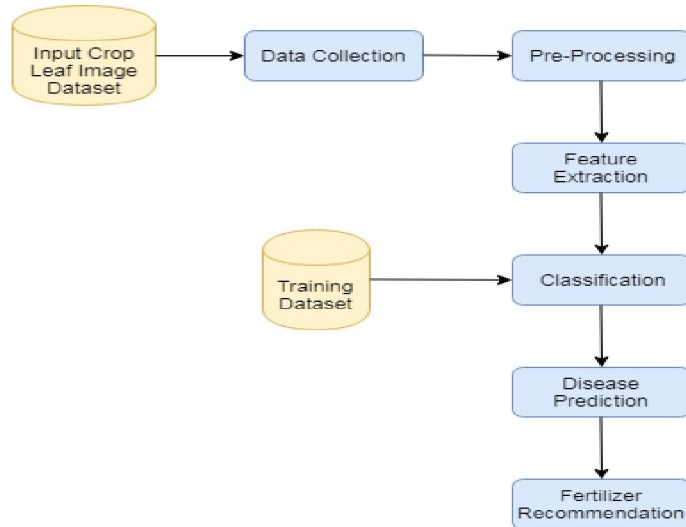 Input Crop
Leaf Image
Dataset
Data Collection
Pre-Processing
Feature
Extraction
Training
Dataset
Classification
Disease
Prediction
Fertilizer
Recommendation